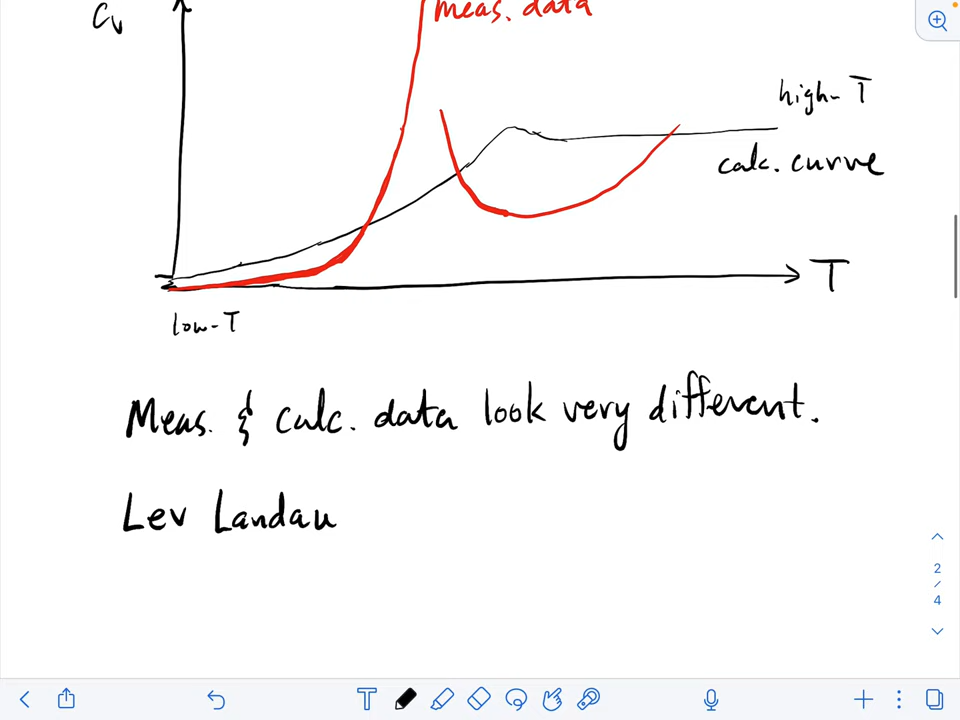 Cv
meas. data
high-T
calc. curve
T
low-T
Meas. & calc. data look very different.
Lev Landau
2
/
4
T